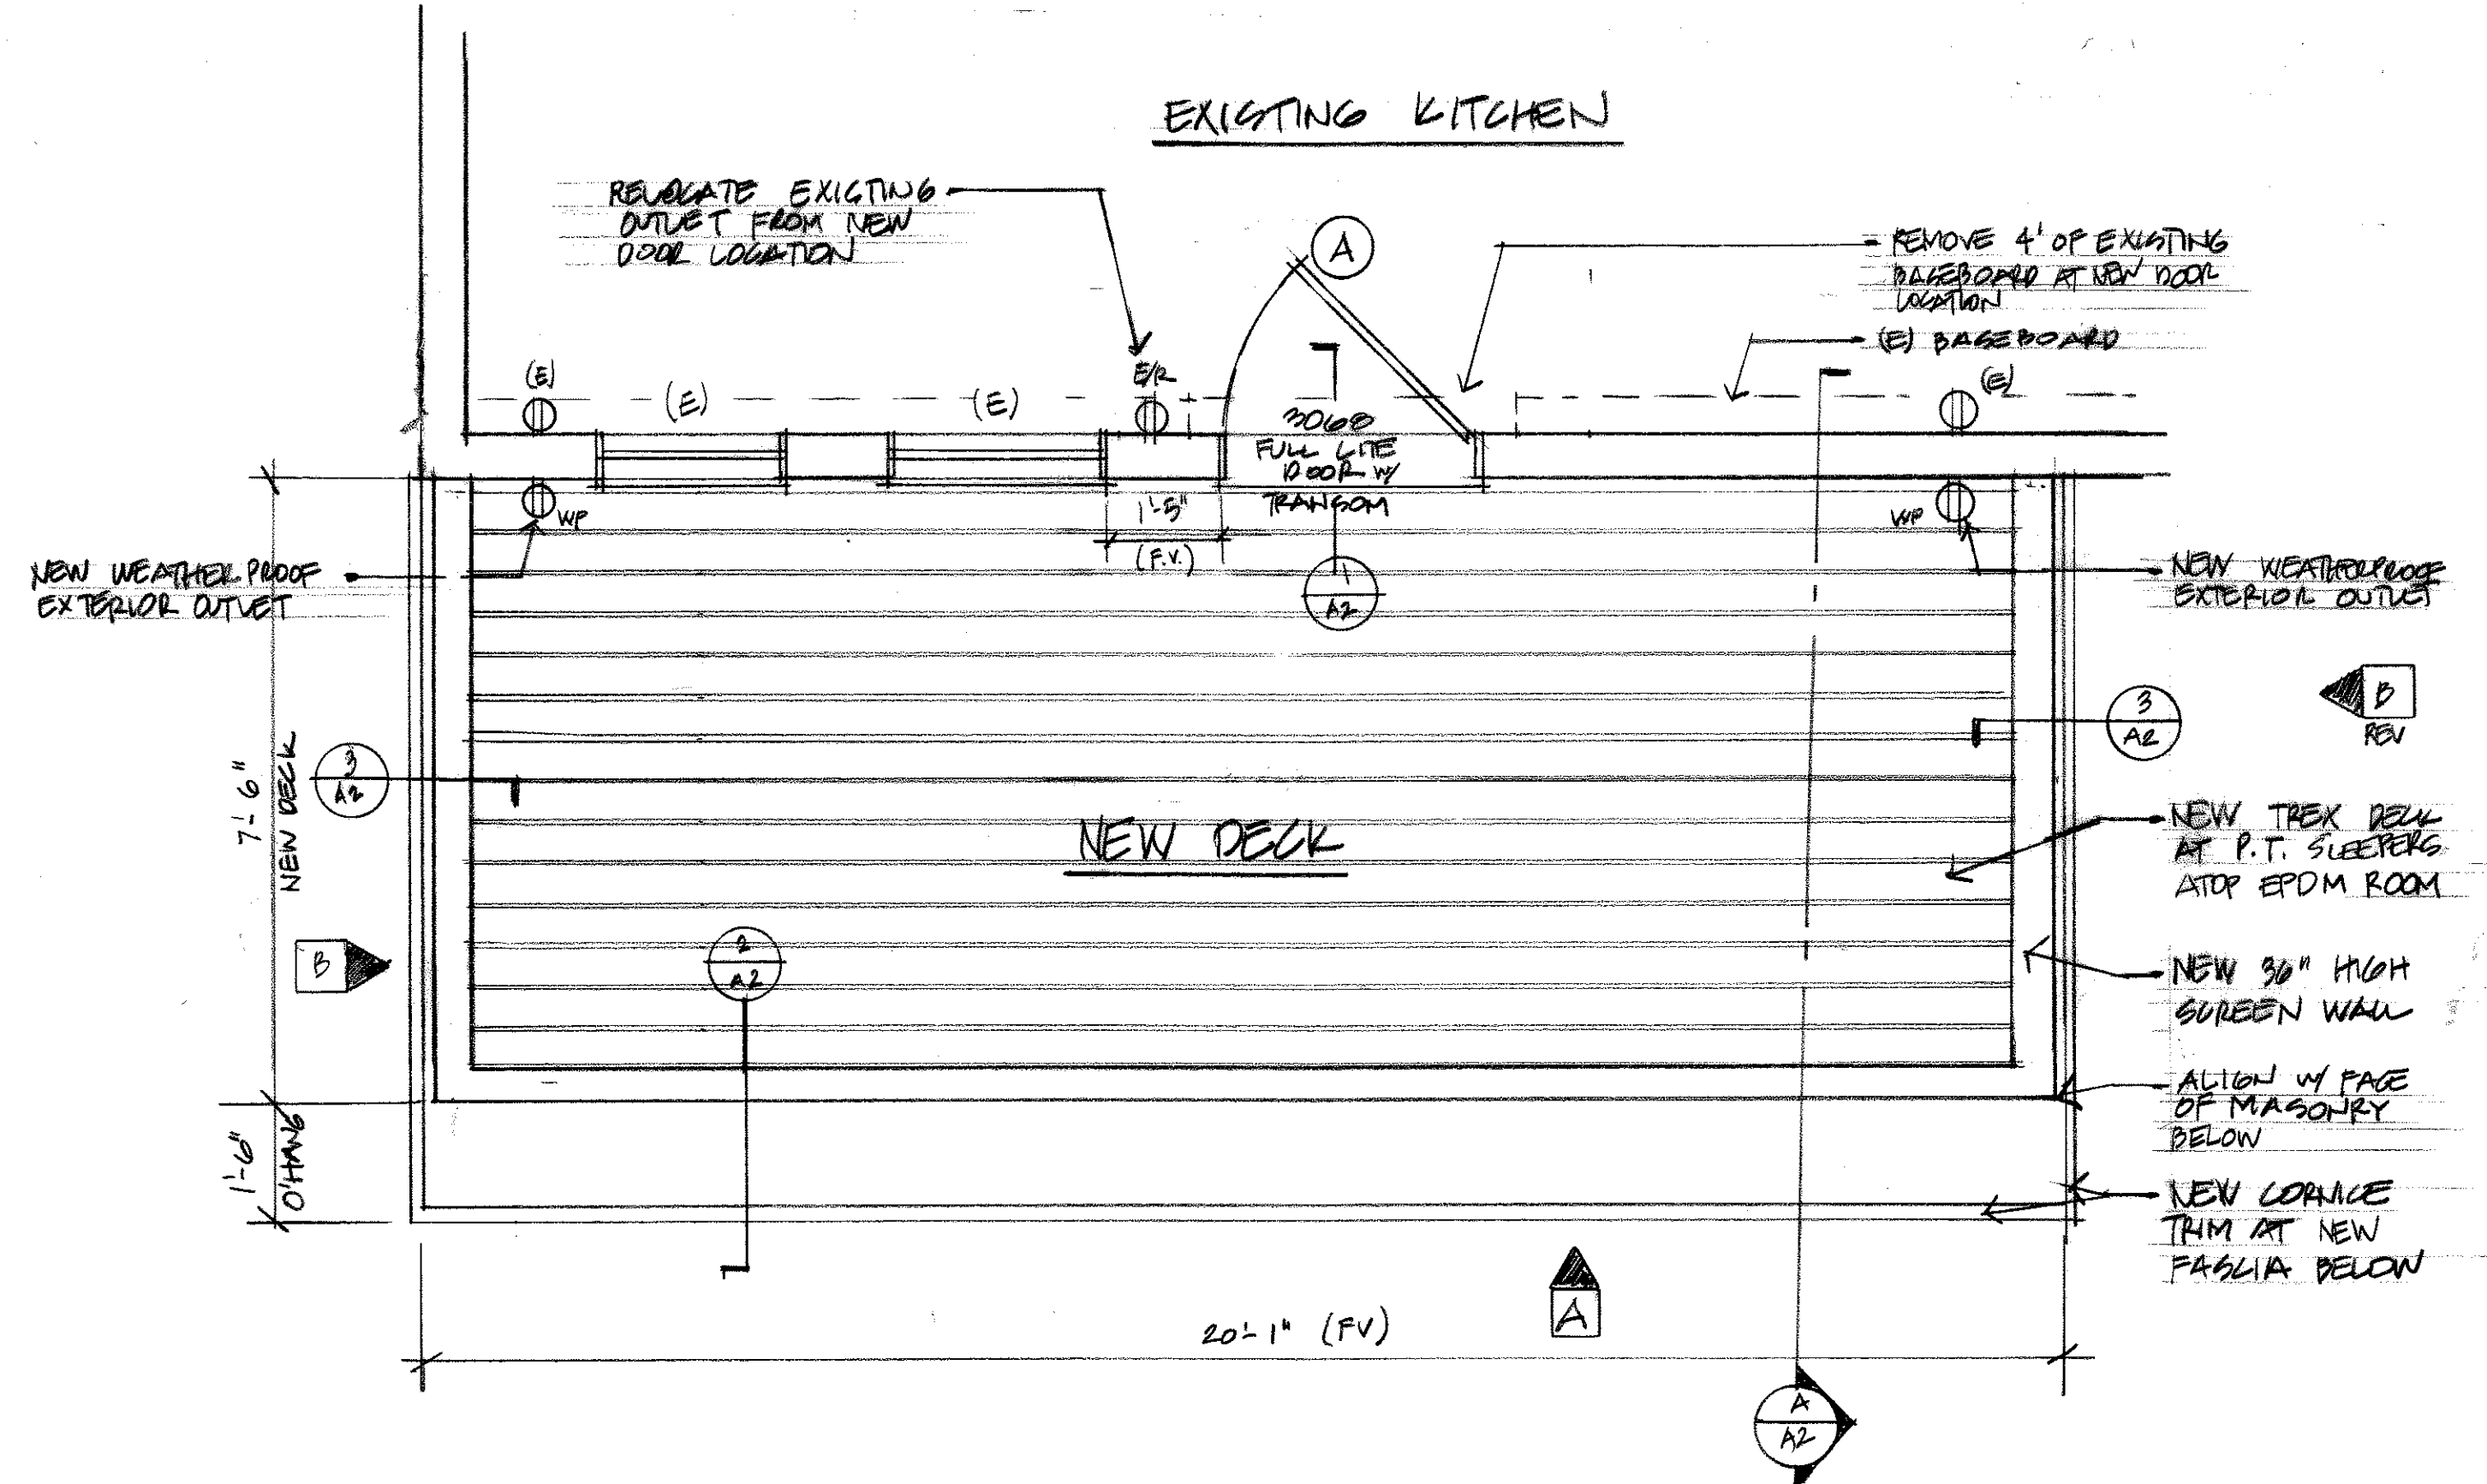 EXISTING KITCHEN
RELOCATE EXISTING
OUTLET FROM NEW
DOOR LOCATION
A
REMOVE 4' OF EXISTING
BASEBOARD AT NEW DOOR
LOCATION
(E) BASEBOARD
(E)
(E)
(E)
E/R
(E)
3068
FULL LITE
DOOR W/
TRANSOM
WP
1'-5"
(F.V.)
WP
1
A2
NEW WEATHERPROOF
EXTERIOR OUTLET
NEW WEATHERPROOF
EXTERIOR OUTLET
B
REV
3
A2
3
A2
7'-6"
NEW DECK
NEW DECK
NEW TREX DECK
AT P.T. SLEEPERS
ATOP EPDM ROOM
B
2
A2
NEW 36" HIGH
SCREEN WALL
ALIGN W/ FACE
OF MASONRY
BELOW
1'-6"
O'HANG
NEW CORNICE
TRIM AT NEW
FASCIA BELOW
A
20'-1" (FV)
A
A2